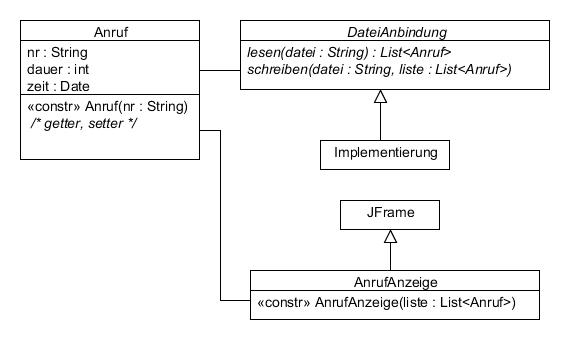 Anruf
nr : String
dauer : int
zeit : Date
«constr» Anruf(nr : String)
/* getter, setter */
DateiAnbindung
lesen(datei : String) : List<Anruf>
schreiben(datei : String, liste : List<Anruf>)
Implementierung
JFrame
AnrufAnzeige
«constr» AnrufAnzeige(liste : List<Anruf>)